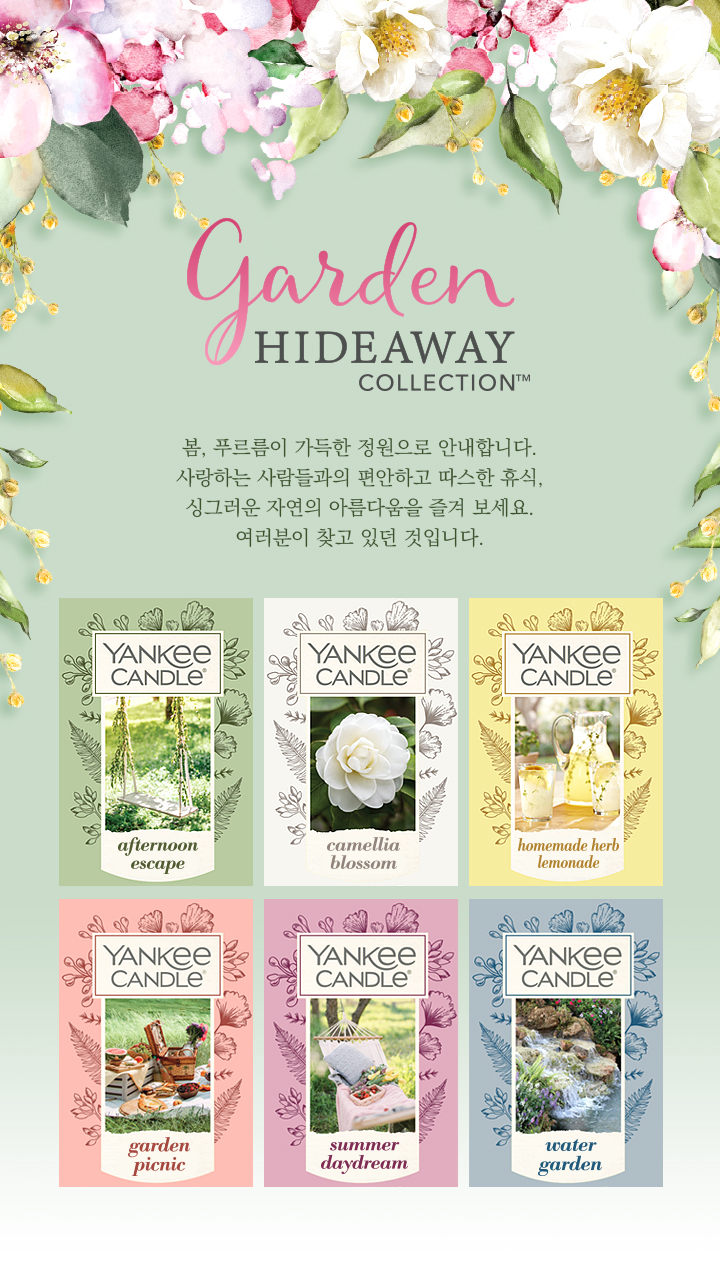 Garden
HIDEAWAY
COLLECTION™
봄, 푸르름이 가득한 정원으로 안내합니다.
사랑하는 사람들과의 편안하고 따스한 휴식,
싱그러운 자연의 아름다움을 즐겨 보세요.
여러분이 찾고 있던 것입니다.
YANKEE
CANDLE®
afternoon
escape
YANKEE
CANDLE®
camellia
blossom
YANKEE
CANDLE®
homemade herb
lemonade
YANKEE
CANDLE®
garden
picnic
YANKEE
CANDLE®
summer
daydream
YANKEE
CANDLE®
water
garden